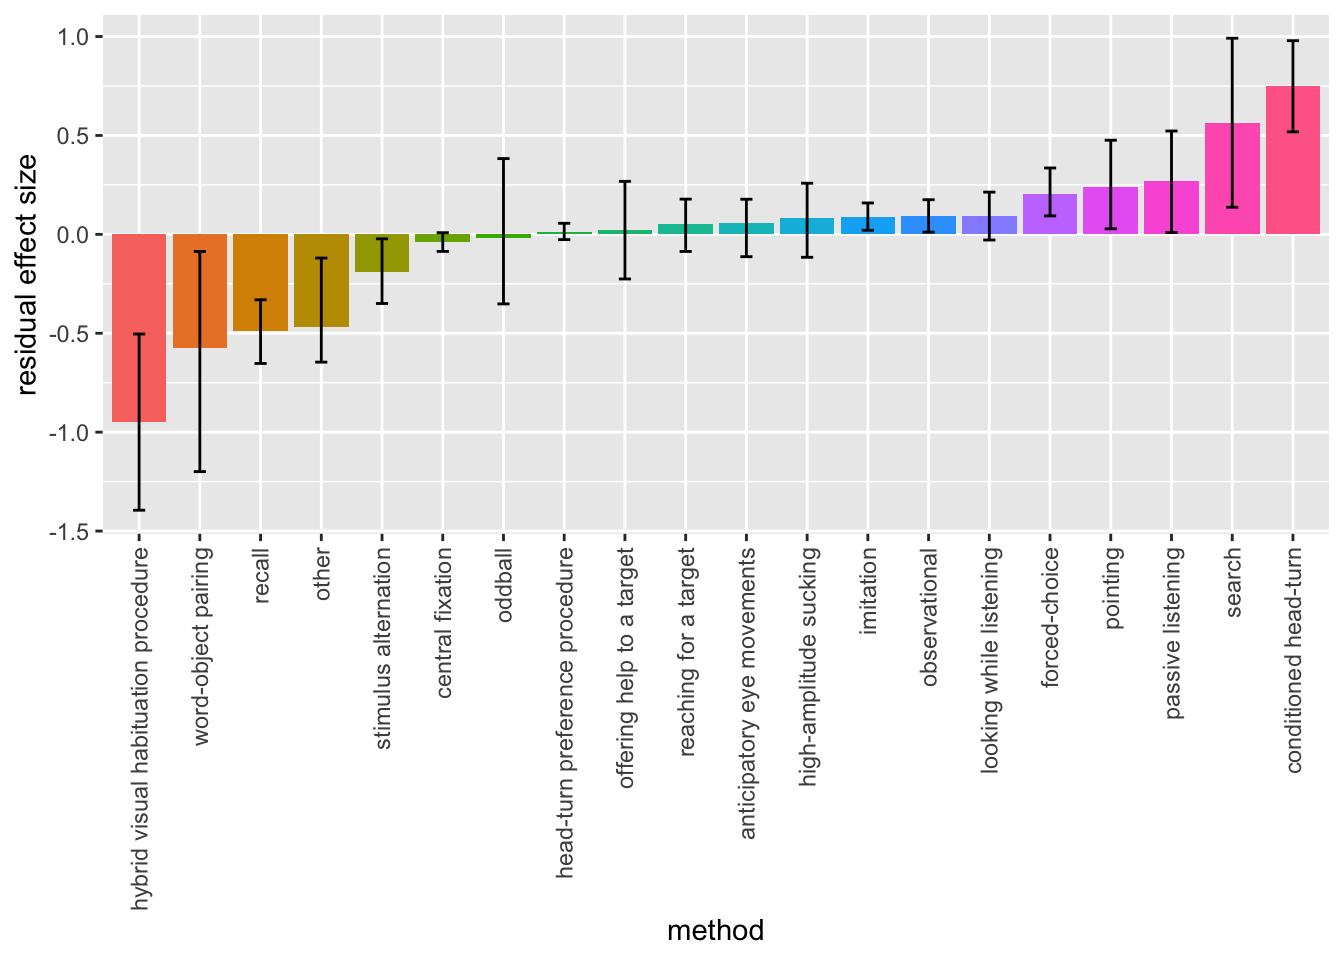 1.0
0.5
0.0
-0.5
-1.0
-1.5
residual effect size
hybrid visual habituation procedure
word-object pairing
recall
other
stimulus alternation
central fixation
oddball
head-turn preference procedure
offering help to a target
reaching for a target
anticipatory eye movements
high-amplitude sucking
imitation
observational
looking while listening
forced-choice
pointing
passive listening
search
conditioned head-turn
method